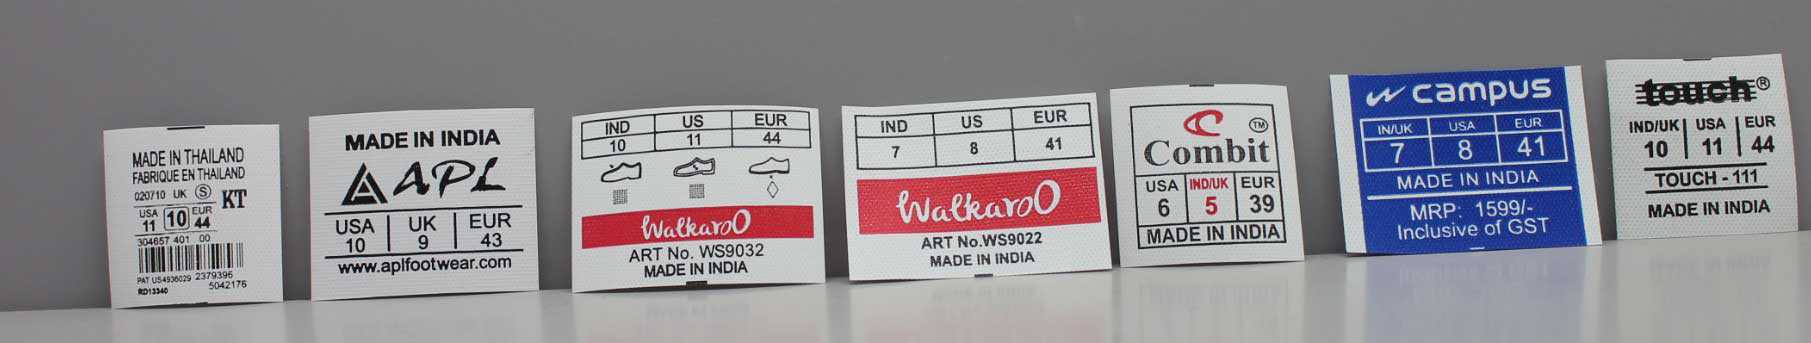 MADE IN THAILAND
FABRIQUE EN THAILAND
020710 UK S KT
USA 10 EUR
11 44
304657 401 00
PAT US4936029 2379396
RD13340 5042176
MADE IN INDIA
APL
USA UK EUR
10 9 43
www.aplfootwear.com
IND US EUR
10 11 44
WalkaroO
ART No. WS9032
MADE IN INDIA
IND US EUR
7 8 41
WalkaroO
ART No.WS9022
MADE IN INDIA
Combit TM
USA IND/UK EUR
6 5 39
MADE IN INDIA
campus
IN/UK USA EUR
7 8 41
MADE IN INDIA
MRP: 1599/-
Inclusive of GST
touch®
IND/UK USA EUR
10 11 44
TOUCH - 111
MADE IN INDIA